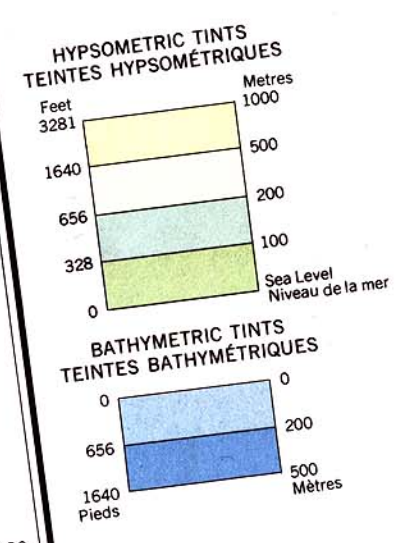 HYPSOMETRIC TINTS
TEINTES HYPSOMÉTRIQUES
Feet Metres
3281 1000
1640 500
656 200
328 100
0 Sea Level
Niveau de la mer
BATHYMETRIC TINTS
TEINTES BATHYMÉTRIQUES
0 0
656 200
1640 500
Pieds Mètres